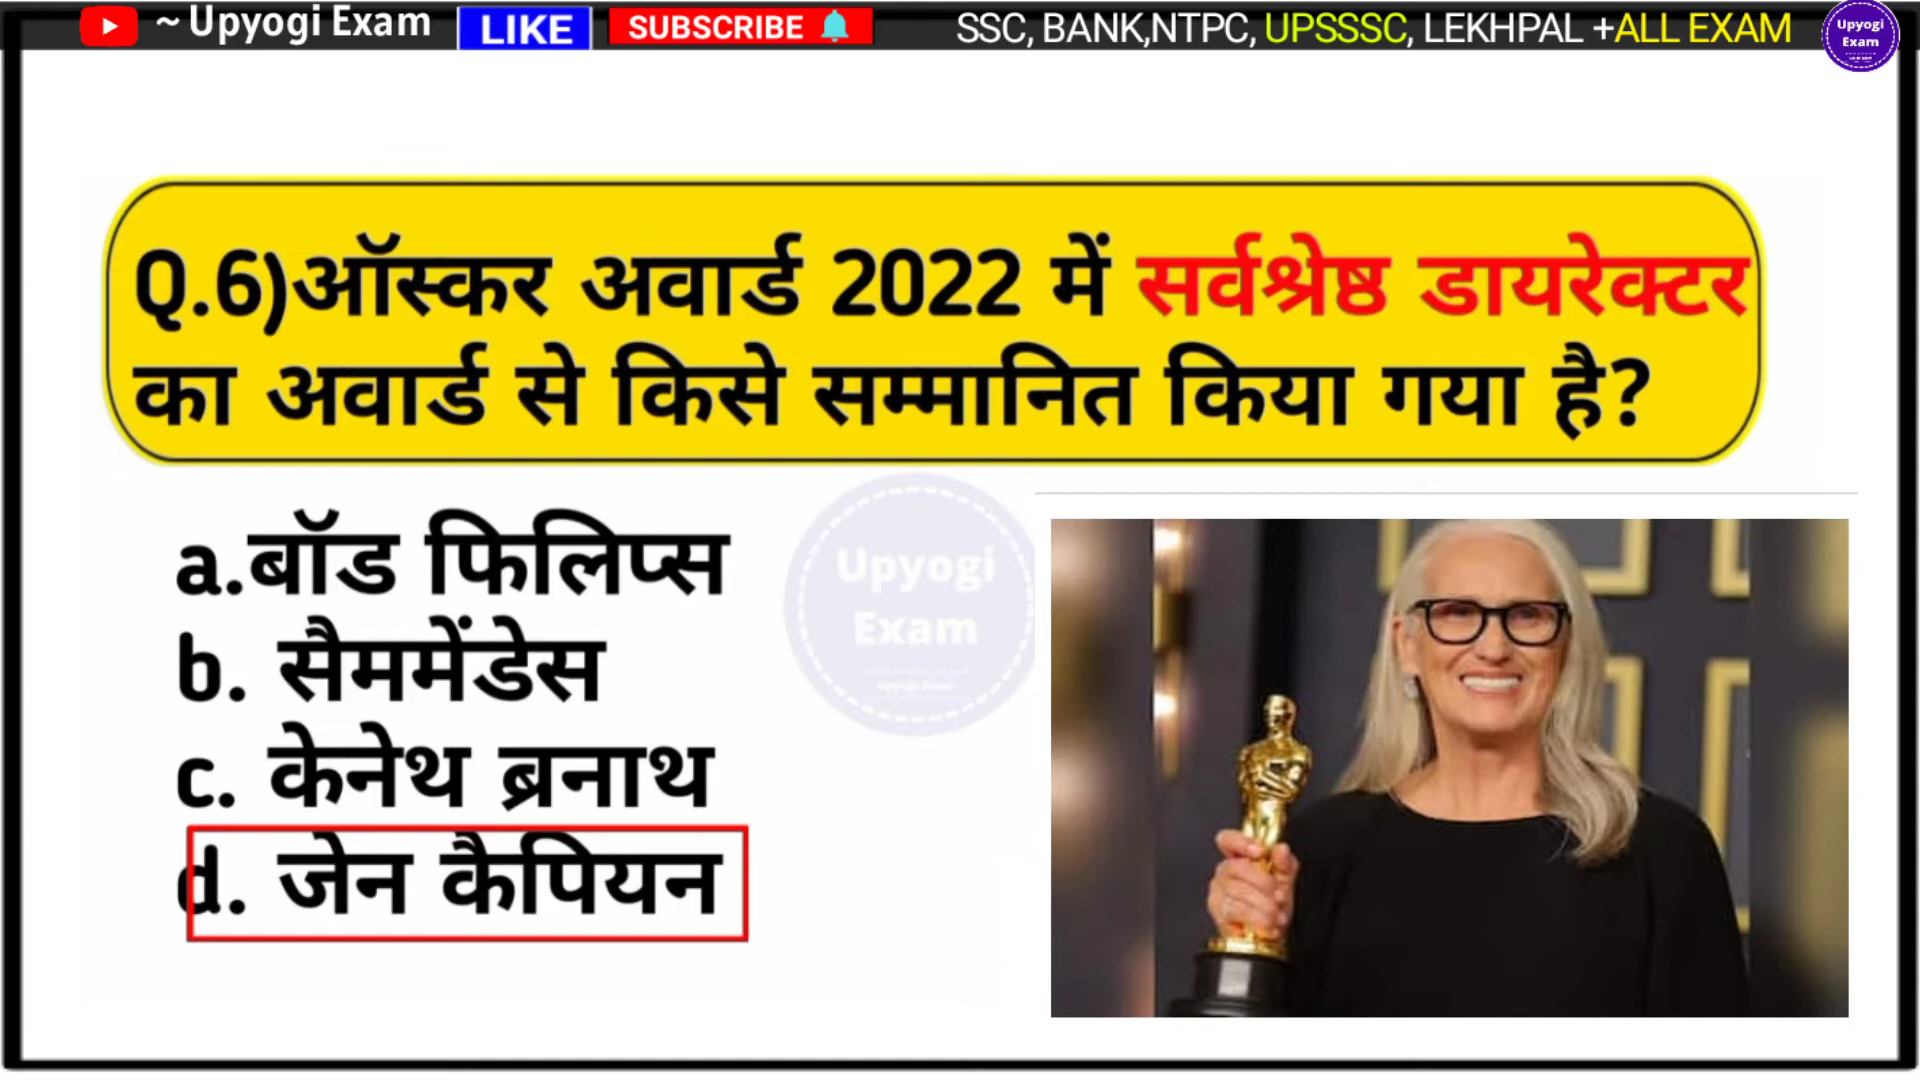 ~ Upyogi Exam LIKE SUBSCRIBE SSC, BANK,NTPC, UPSSSC, LEKHPAL +ALL EXAM
Upyogi
Exam
Q.6)ऑस्कर अवार्ड 2022 में सर्वश्रेष्ठ डायरेक्टर
का अवार्ड से किसे सम्मानित किया गया है?
a.बॉड फिलिप्स
b. सैममेंडेस
c. केनेथ ब्रनाथ
d. जेन कैपियन
Upyogi
Exam